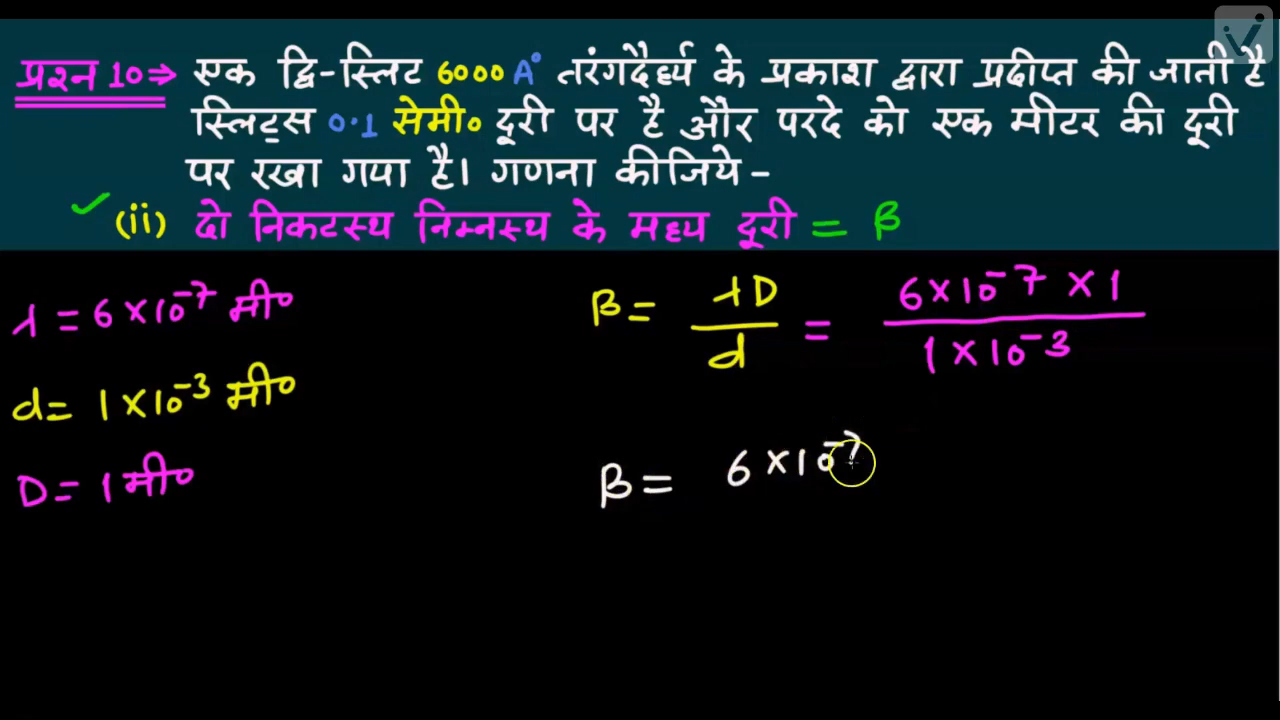 प्रश्न 10⇒ एक द्वि-स्लिट 6000 A° तरंगदैर्ध्य के प्रकाश द्वारा प्रदीप्त की जाती है
स्लिट्स 0.1 सेमी० दूरी पर है और परदे को एक मीटर की दूरी
पर रखा गया है। गणना कीजिये-
(ii) दो निकटस्थ निम्नस्थ के मध्य दूरी = β
λ = 6×10⁻⁷ मी०
d = 1×10⁻³ मी०
D = 1 मी०
β = λD/d = 6×10⁻⁷ × 1 / 1×10⁻³
β = 6×10⁻⁷